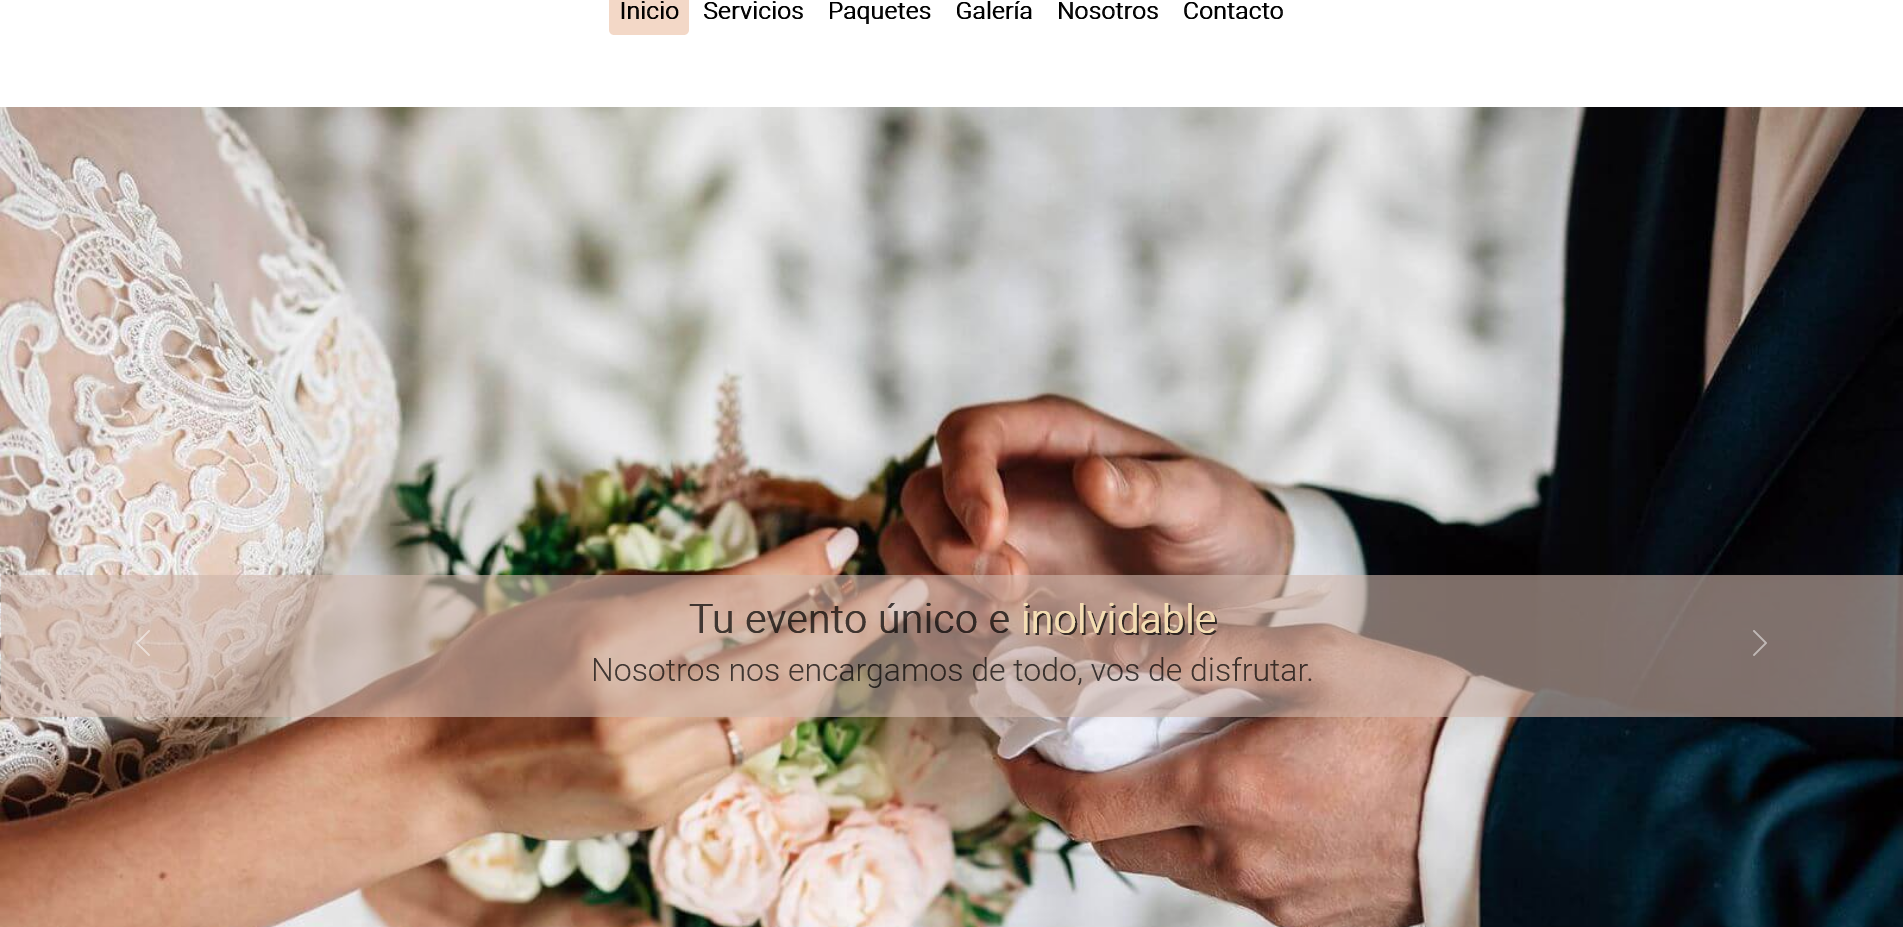 Inicio Servicios Paquetes Galería Nosotros Contacto
Tu evento único e inolvidable
Nosotros nos encargamos de todo, vos de disfrutar.